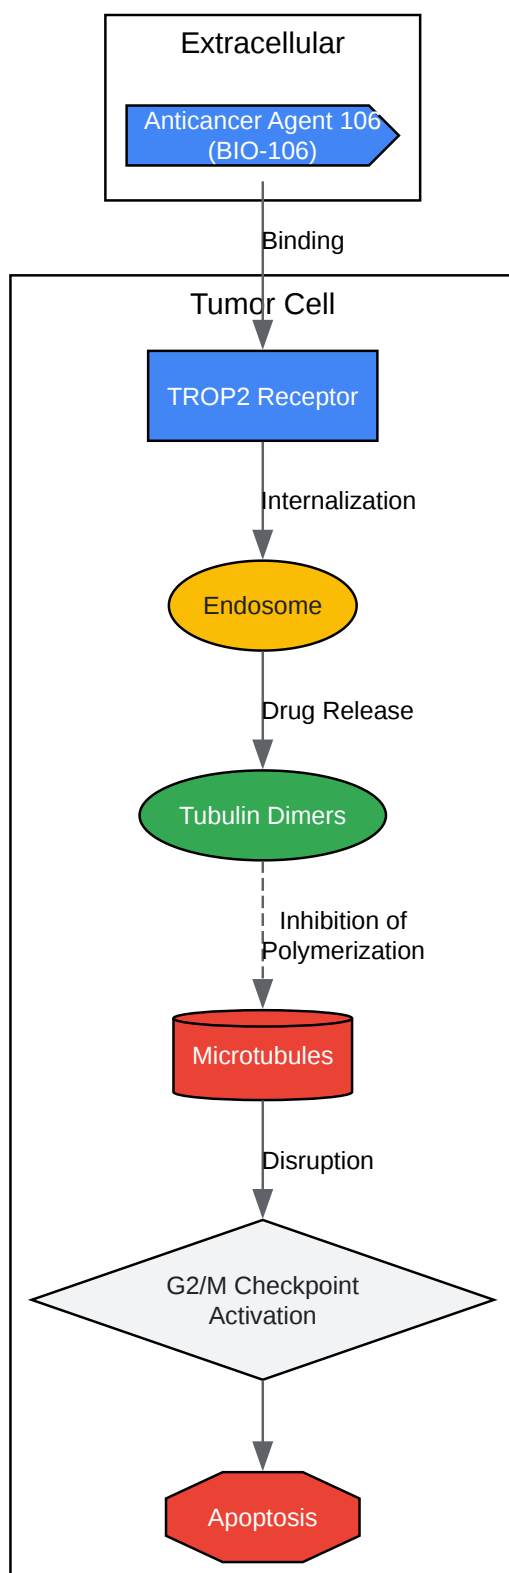 Extracellular
Anticancer Agent 106
(BIO-106)
Binding
Tumor Cell
TROP2 Receptor
Internalization
Endosome
Drug Release
Tubulin Dimers
Inhibition of
Polymerization
Microtubules
Disruption
G2/M Checkpoint
Activation
Apoptosis